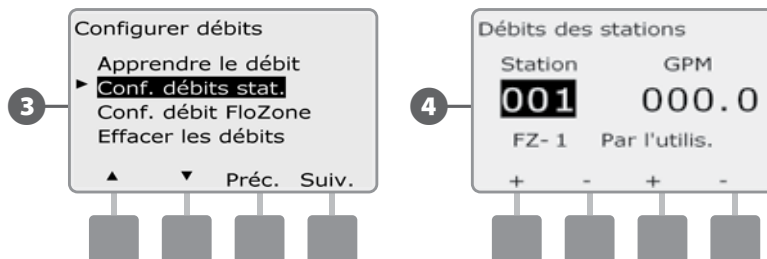 3
Configurer débits
Apprendre le débit
► Conf. débits stat.
Conf. débit FloZone
Effacer les débits
▲ ▼ Préc. Suiv.
4
Débits des stations
Station GPM
001 000.0
FZ- 1 Par l'utilis.
+ - + -